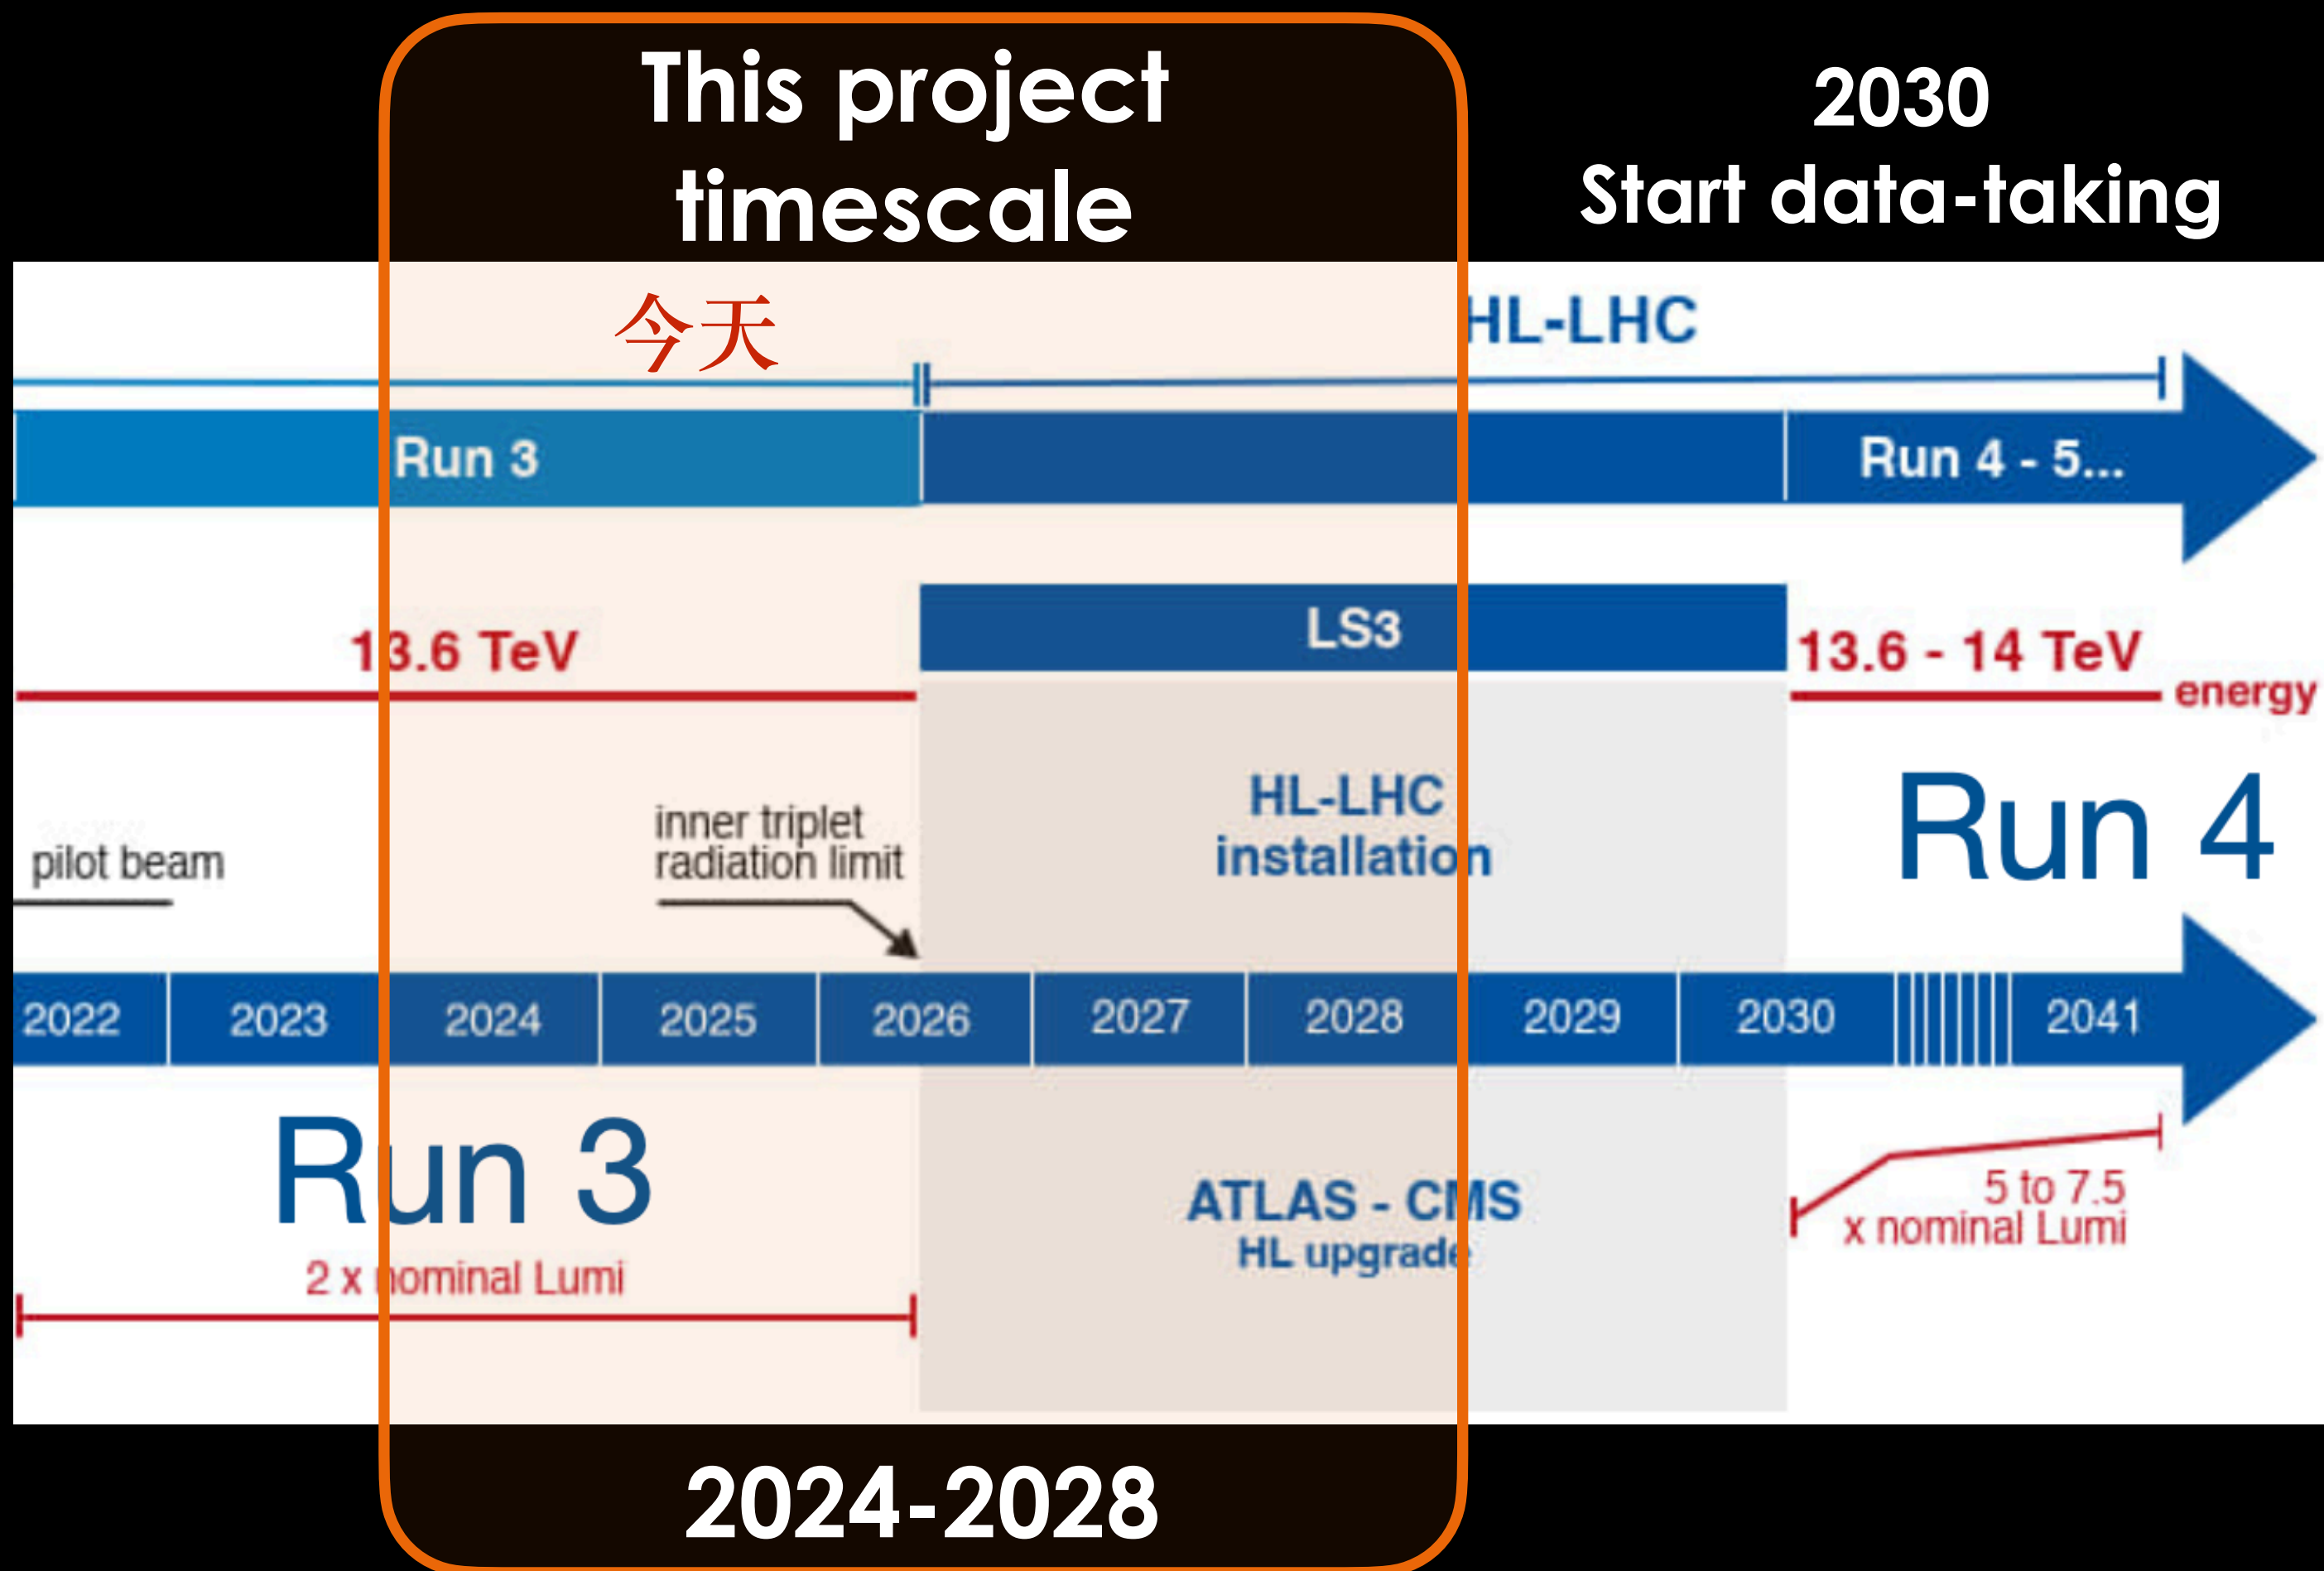 This project
timescale
2030
Start data-taking
今天
HL-LHC
Run 3
Run 4 - 5...
LS3
13.6 TeV
13.6 - 14 TeV
energy
HL-LHC
installation
Run 4
inner triplet
radiation limit
pilot beam
2022 2023 2024 2025 2026 2027 2028 2029 2030 2041
Run 3
ATLAS - CMS
HL upgrade
5 to 7.5
x nominal Lumi
2 x nominal Lumi
2024-2028